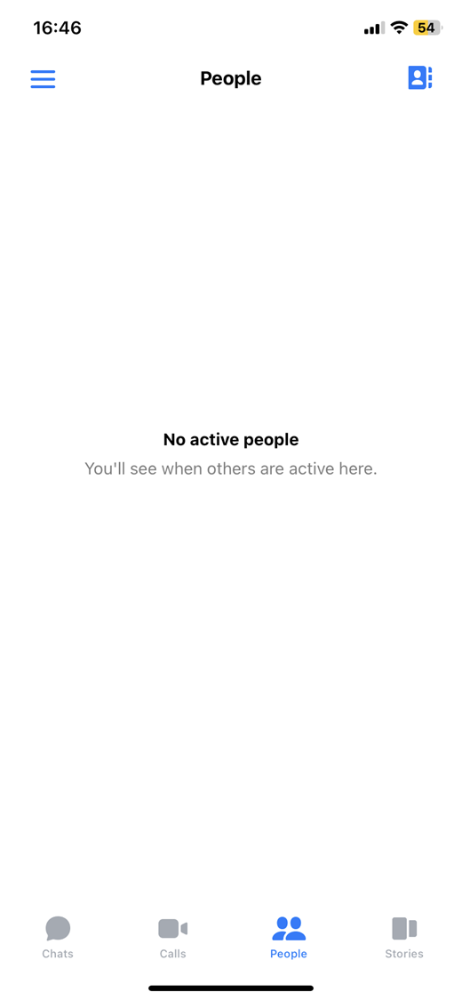 16:46
54
People
No active people
You'll see when others are active here.
Chats
Calls
People
Stories